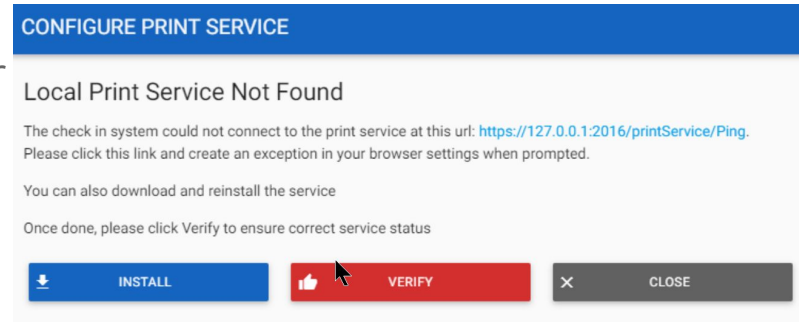 CONFIGURE PRINT SERVICE
Local Print Service Not Found
The check in system could not connect to the print service at this url: https://127.0.0.1:2016/printService/Ping.
Please click this link and create an exception in your browser settings when prompted.
You can also download and reinstall the service
Once done, please click Verify to ensure correct service status
INSTALL
VERIFY
CLOSE